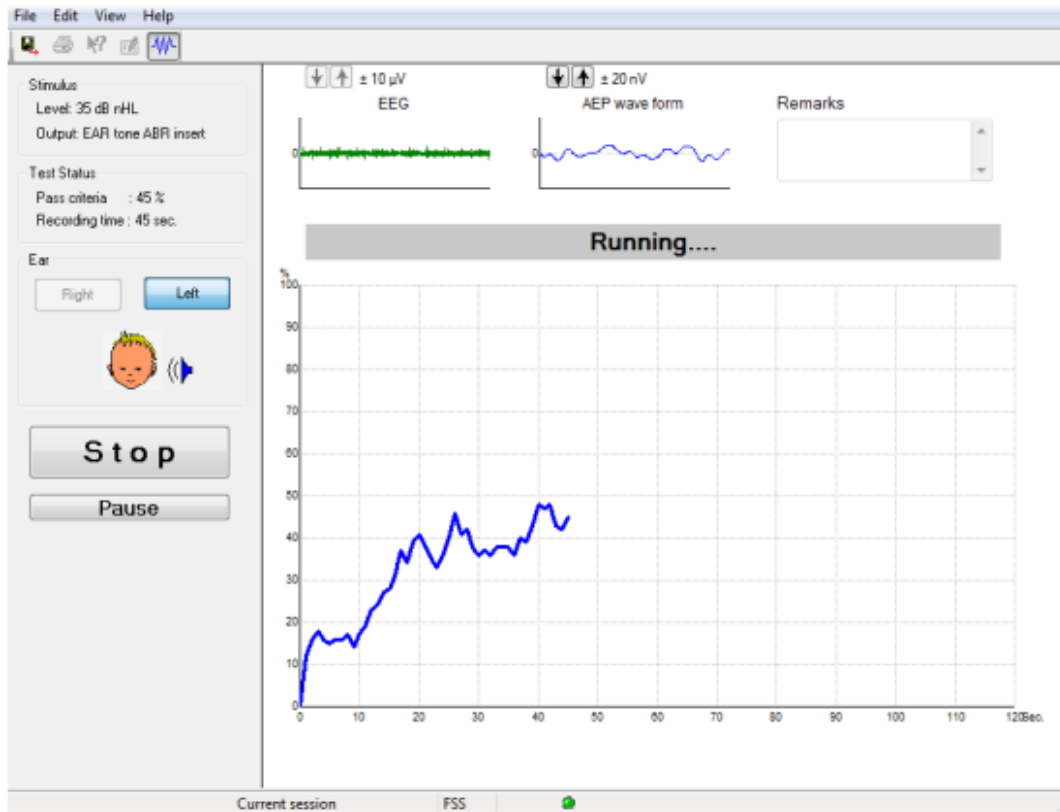 File Edit View Help
Stimulus
Level: 35 dB nHL
Output: EAR tone ABR insert
Test Status
Pass criteria : 45 %
Recording time : 45 sec.
Ear
Right Left
Stop
Pause
± 10 µV
EEG
0
± 20 nV
AEP wave form
0
Remarks
Running....
%
100
90
80
70
60
50
40
30
20
10
0
0 10 20 30 40 50 60 70 80 90 100 110 120 Sec.
Current session FSS